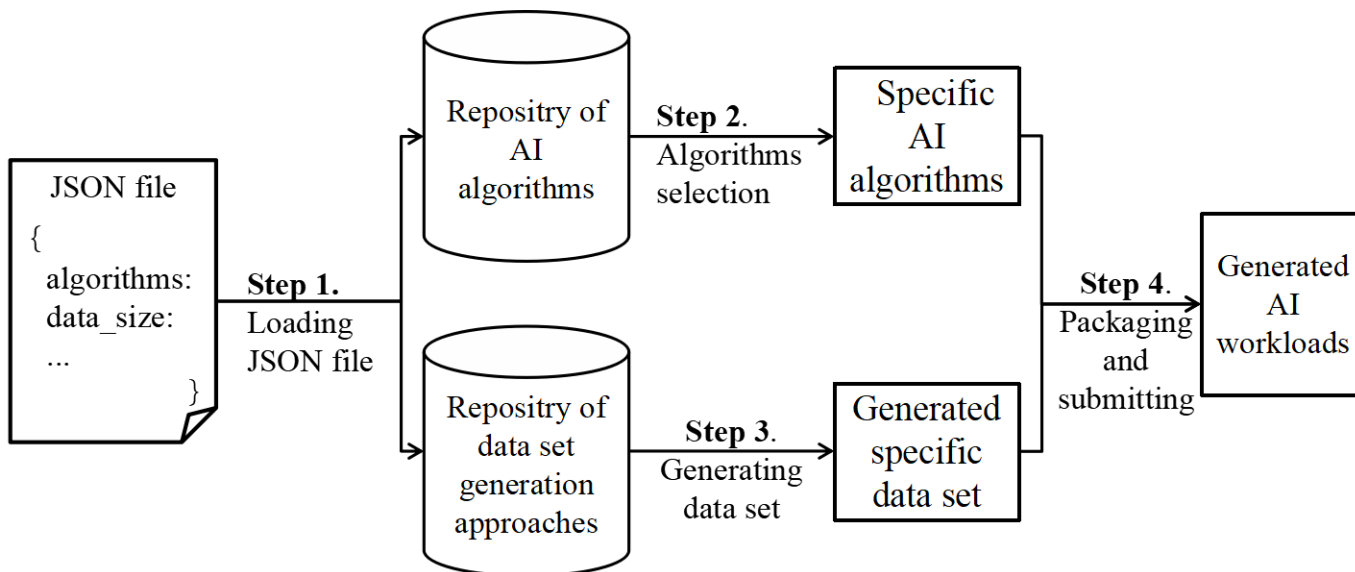 JSON file
{
algorithms:
data_size:
...
}
Step 1.
Loading
JSON file
Repositry of
AI
algorithms
Step 2.
Algorithms
selection
Specific
AI
algorithms
Repositry of
data set
generation
approaches
Step 3.
Generating
data set
Generated
specific
data set
Step 4.
Packaging
and
submitting
Generated
AI
workloads